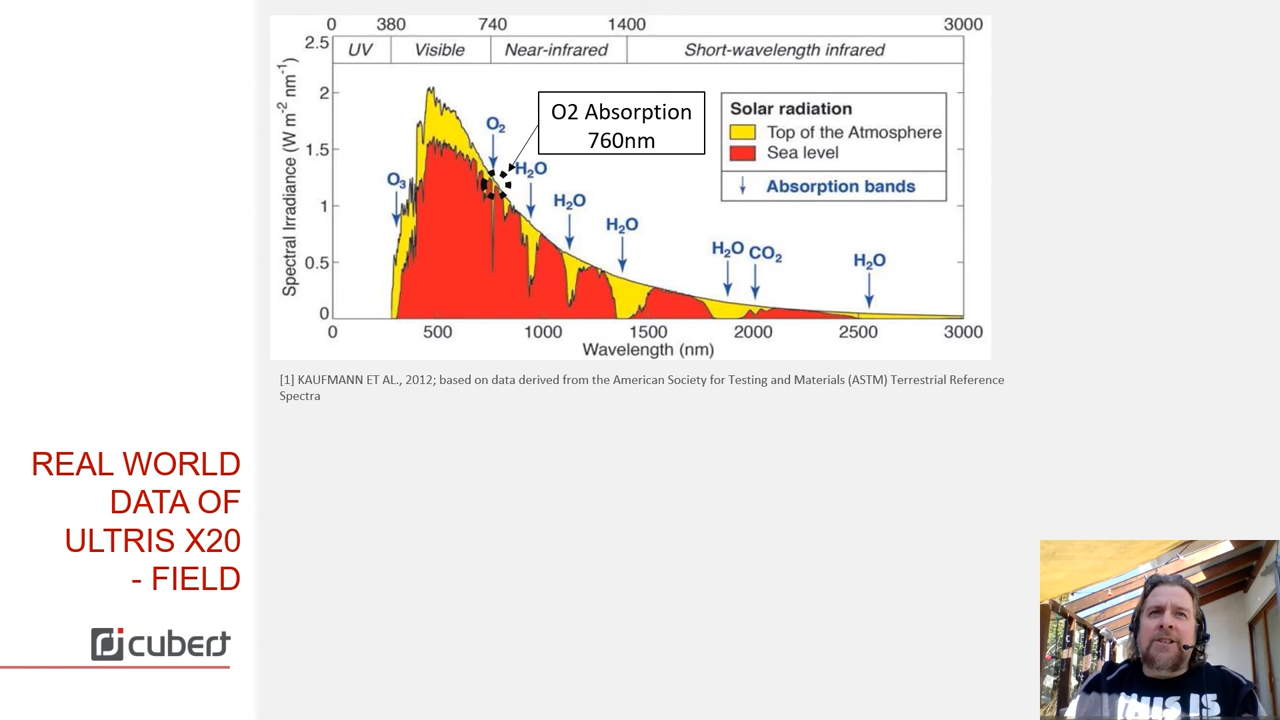 0 380 740 1400 3000
UV Visible Near-infrared Short-wavelength infrared
2.5
2
1.5
1
0.5
0
Spectral Irradiance (W m-2 nm-1)
O2 Absorption
760nm
O3
O2
H2O
H2O
H2O
H2O
CO2
H2O
Solar radiation
Top of the Atmosphere
Sea level
Absorption bands
0 500 1000 1500 2000 2500 3000
Wavelength (nm)
[1] KAUFMANN ET AL., 2012; based on data derived from the American Society for Testing and Materials (ASTM) Terrestrial Reference
Spectra
REAL WORLD
DATA OF
ULTRIS X20
- FIELD
cubert
THIS IS